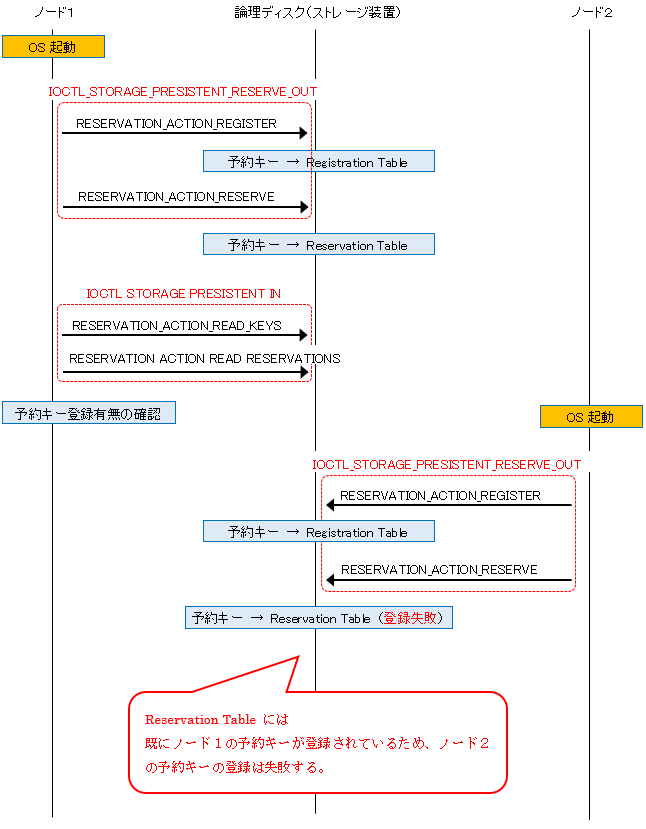 ノード1
論理ディスク(ストレージ装置)
ノード2
OS 起動
IOCTL_STORAGE_PRESISTENT_RESERVE_OUT
RESERVATION_ACTION_REGISTER
予約キー → Registration Table
RESERVATION_ACTION_RESERVE
予約キー → Reservation Table
IOCTL STORAGE PRESISTENT IN
RESERVATION_ACTION_READ_KEYS
RESERVATION ACTION READ RESERVATIONS
予約キー登録有無の確認
OS 起動
IOCTL_STORAGE_PRESISTENT_RESERVE_OUT
RESERVATION_ACTION_REGISTER
予約キー → Registration Table
RESERVATION_ACTION_RESERVE
予約キー → Reservation Table (登録失敗)
Reservation Table には
既にノード１の予約キーが登録されているため、ノード２
の予約キーの登録は失敗する。